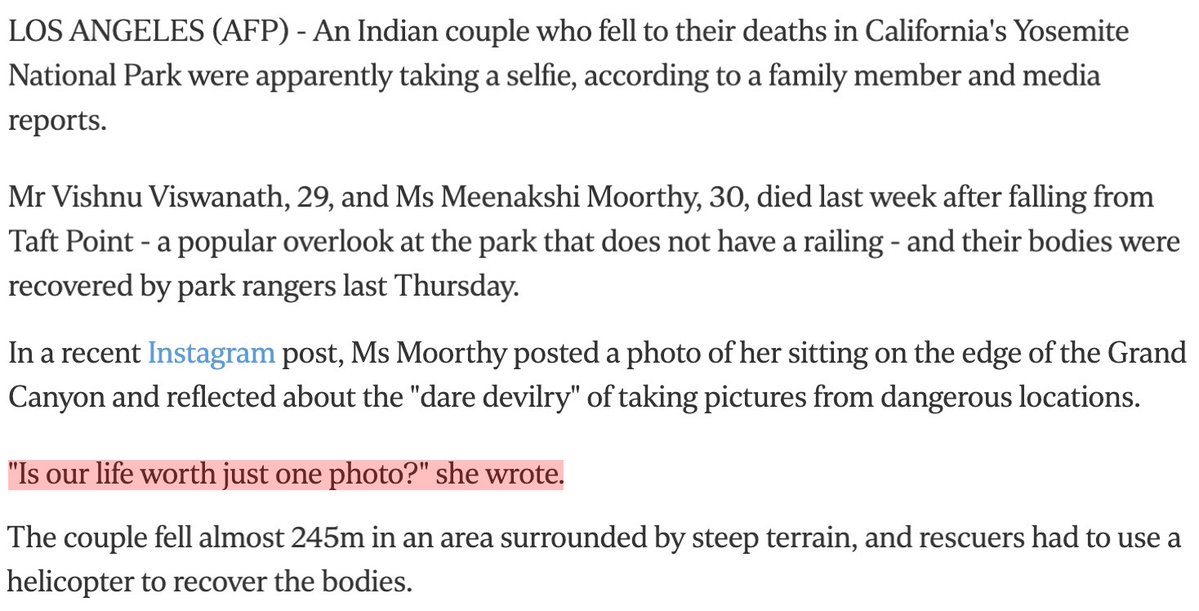 LOS ANGELES (AFP) - An Indian couple who fell to their deaths in California's Yosemite
National Park were apparently taking a selfie, according to a family member and media
reports.
Mr Vishnu Viswanath, 29, and Ms Meenakshi Moorthy, 30, died last week after falling from
Taft Point - a popular overlook at the park that does not have a railing - and their bodies were
recovered by park rangers last Thursday.
In a recent Instagram post, Ms Moorthy posted a photo of her sitting on the edge of the Grand
Canyon and reflected about the "dare devilry" of taking pictures from dangerous locations.
"Is our life worth just one photo?" she wrote.
The couple fell almost 245m in an area surrounded by steep terrain, and rescuers had to use a
helicopter to recover the bodies.